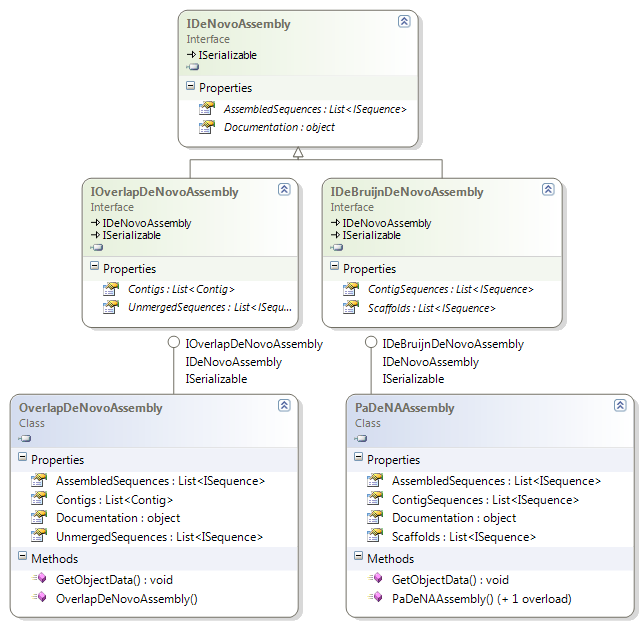 IDeNovoAssembly
Interface
ISerializable
Properties
AssembledSequences : List<ISequence>
Documentation : object
IOverlapDeNovoAssembly
Interface
IDeNovoAssembly
ISerializable
Properties
Contigs : List<Contig>
UnmergedSequences : List<ISequ...
IDeBruijnDeNovoAssembly
Interface
IDeNovoAssembly
ISerializable
Properties
ContigSequences : List<ISequence>
Scaffolds : List<ISequence>
IOverlapDeNovoAssembly
IDeNovoAssembly
ISerializable
IDeBruijnDeNovoAssembly
IDeNovoAssembly
ISerializable
OverlapDeNovoAssembly
Class
Properties
AssembledSequences : List<ISequence>
Contigs : List<Contig>
Documentation : object
UnmergedSequences : List<ISequence>
Methods
GetObjectData() : void
OverlapDeNovoAssembly()
PaDeNAAssembly
Class
Properties
AssembledSequences : List<ISequence>
ContigSequences : List<ISequence>
Documentation : object
Scaffolds : List<ISequence>
Methods
GetObjectData() : void
PaDeNAAssembly() (+ 1 overload)